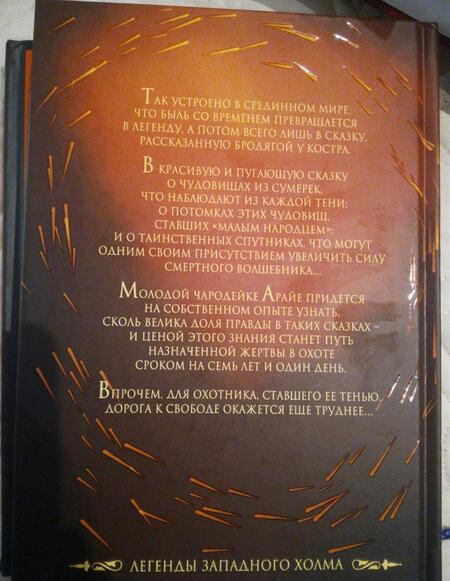 Так устроено в Срединном мире,
что быль со временем превращается
в легенду, а потом всего лишь в сказку,
рассказанную бродягой у костра.
В красивую и пугающую сказку
о чудовищах из сумерек,
что наблюдают из каждой тени;
о потомках этих чудовищ,
ставших «малым народцем»;
и о таинственных спутниках, что могут
одним своим присутствием увеличить силу
смертного волшебника...
Молодой чародейке Арайе придется
на собственном опыте узнать,
сколь велика доля правды в таких сказках –
и ценой этого знания станет путь
назначенной жертвы в охоте
сроком на семь лет и один день.
Впрочем, для охотника, ставшего ее тенью,
дорога к свободе окажется еще труднее...
ЛЕГЕНДЫ ЗАПАДНОГО ХОЛМА